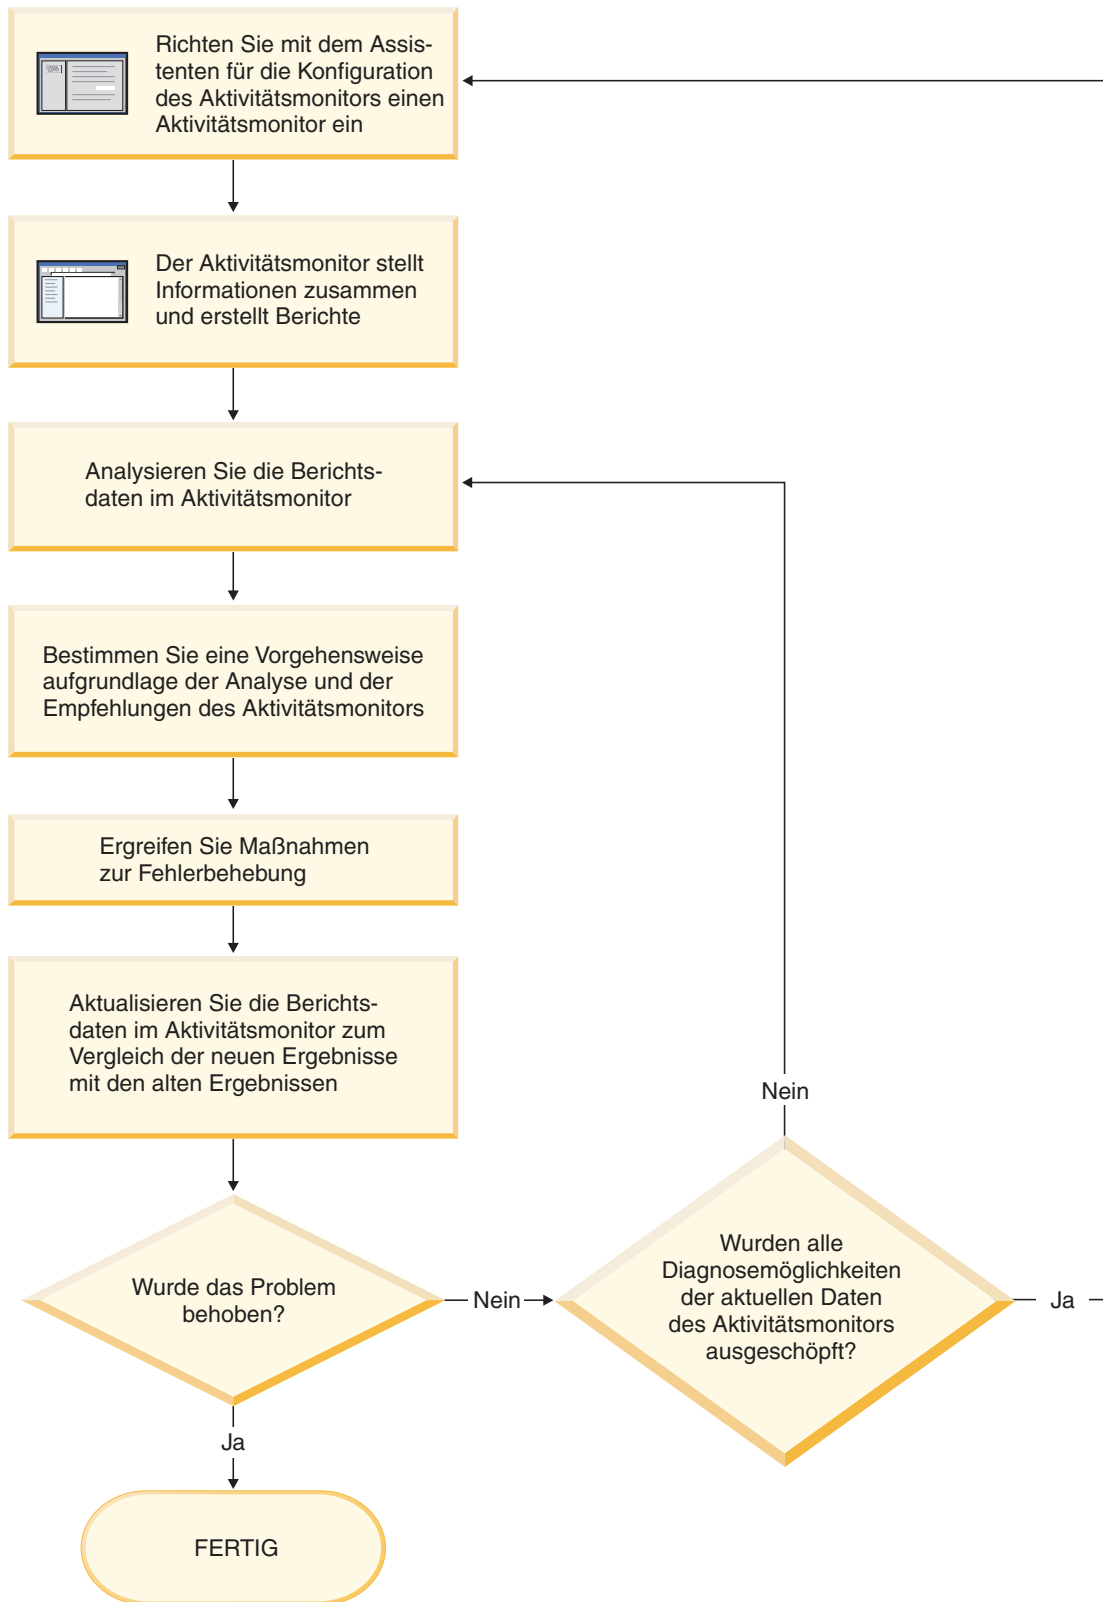 Richten Sie mit dem Assis-
tenten für die Konfiguration
des Aktivitätsmonitors einen
Aktivitätsmonitor ein
Der Aktivitätsmonitor stellt
Informationen zusammen
und erstellt Berichte
Analysieren Sie die Berichts-
daten im Aktivitätsmonitor
Bestimmen Sie eine Vorgehensweise
aufgrundlage der Analyse und der
Empfehlungen des Aktivitätsmonitors
Ergreifen Sie Maßnahmen
zur Fehlerbehebung
Aktualisieren Sie die Berichts-
daten im Aktivitätsmonitor zum
Vergleich der neuen Ergebnisse
mit den alten Ergebnissen
Wurde das Problem
behoben?
Nein
Wurden alle
Diagnosemöglichkeiten
der aktuellen Daten
des Aktivitätsmonitors
ausgeschöpft?
Nein
Ja
Ja
FERTIG